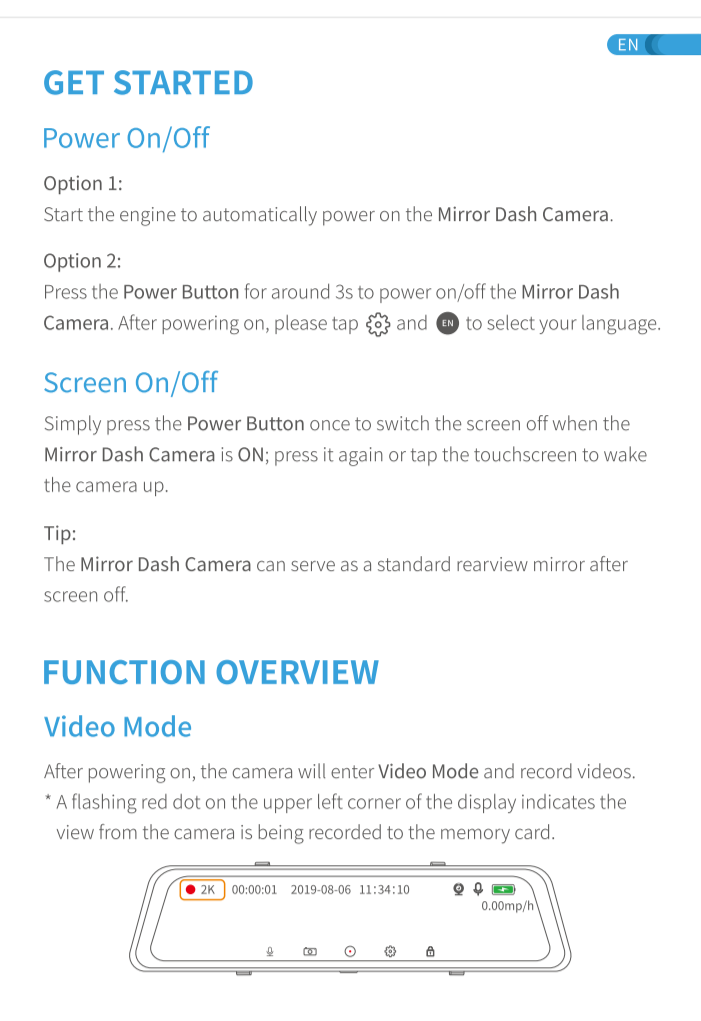 EN
GET STARTED
Power On/Off
Option 1:
Start the engine to automatically power on the Mirror Dash Camera.
Option 2:
Press the Power Button for around 3s to power on/off the Mirror Dash
Camera. After powering on, please tap and EN to select your language.
Screen On/Off
Simply press the Power Button once to switch the screen off when the
Mirror Dash Camera is ON; press it again or tap the touchscreen to wake
the camera up.
Tip:
The Mirror Dash Camera can serve as a standard rearview mirror after
screen off.
FUNCTION OVERVIEW
Video Mode
After powering on, the camera will enter Video Mode and record videos.
* A flashing red dot on the upper left corner of the display indicates the
view from the camera is being recorded to the memory card.
2K 00:00:01 2019-08-06 11:34:10
0.00mp/h